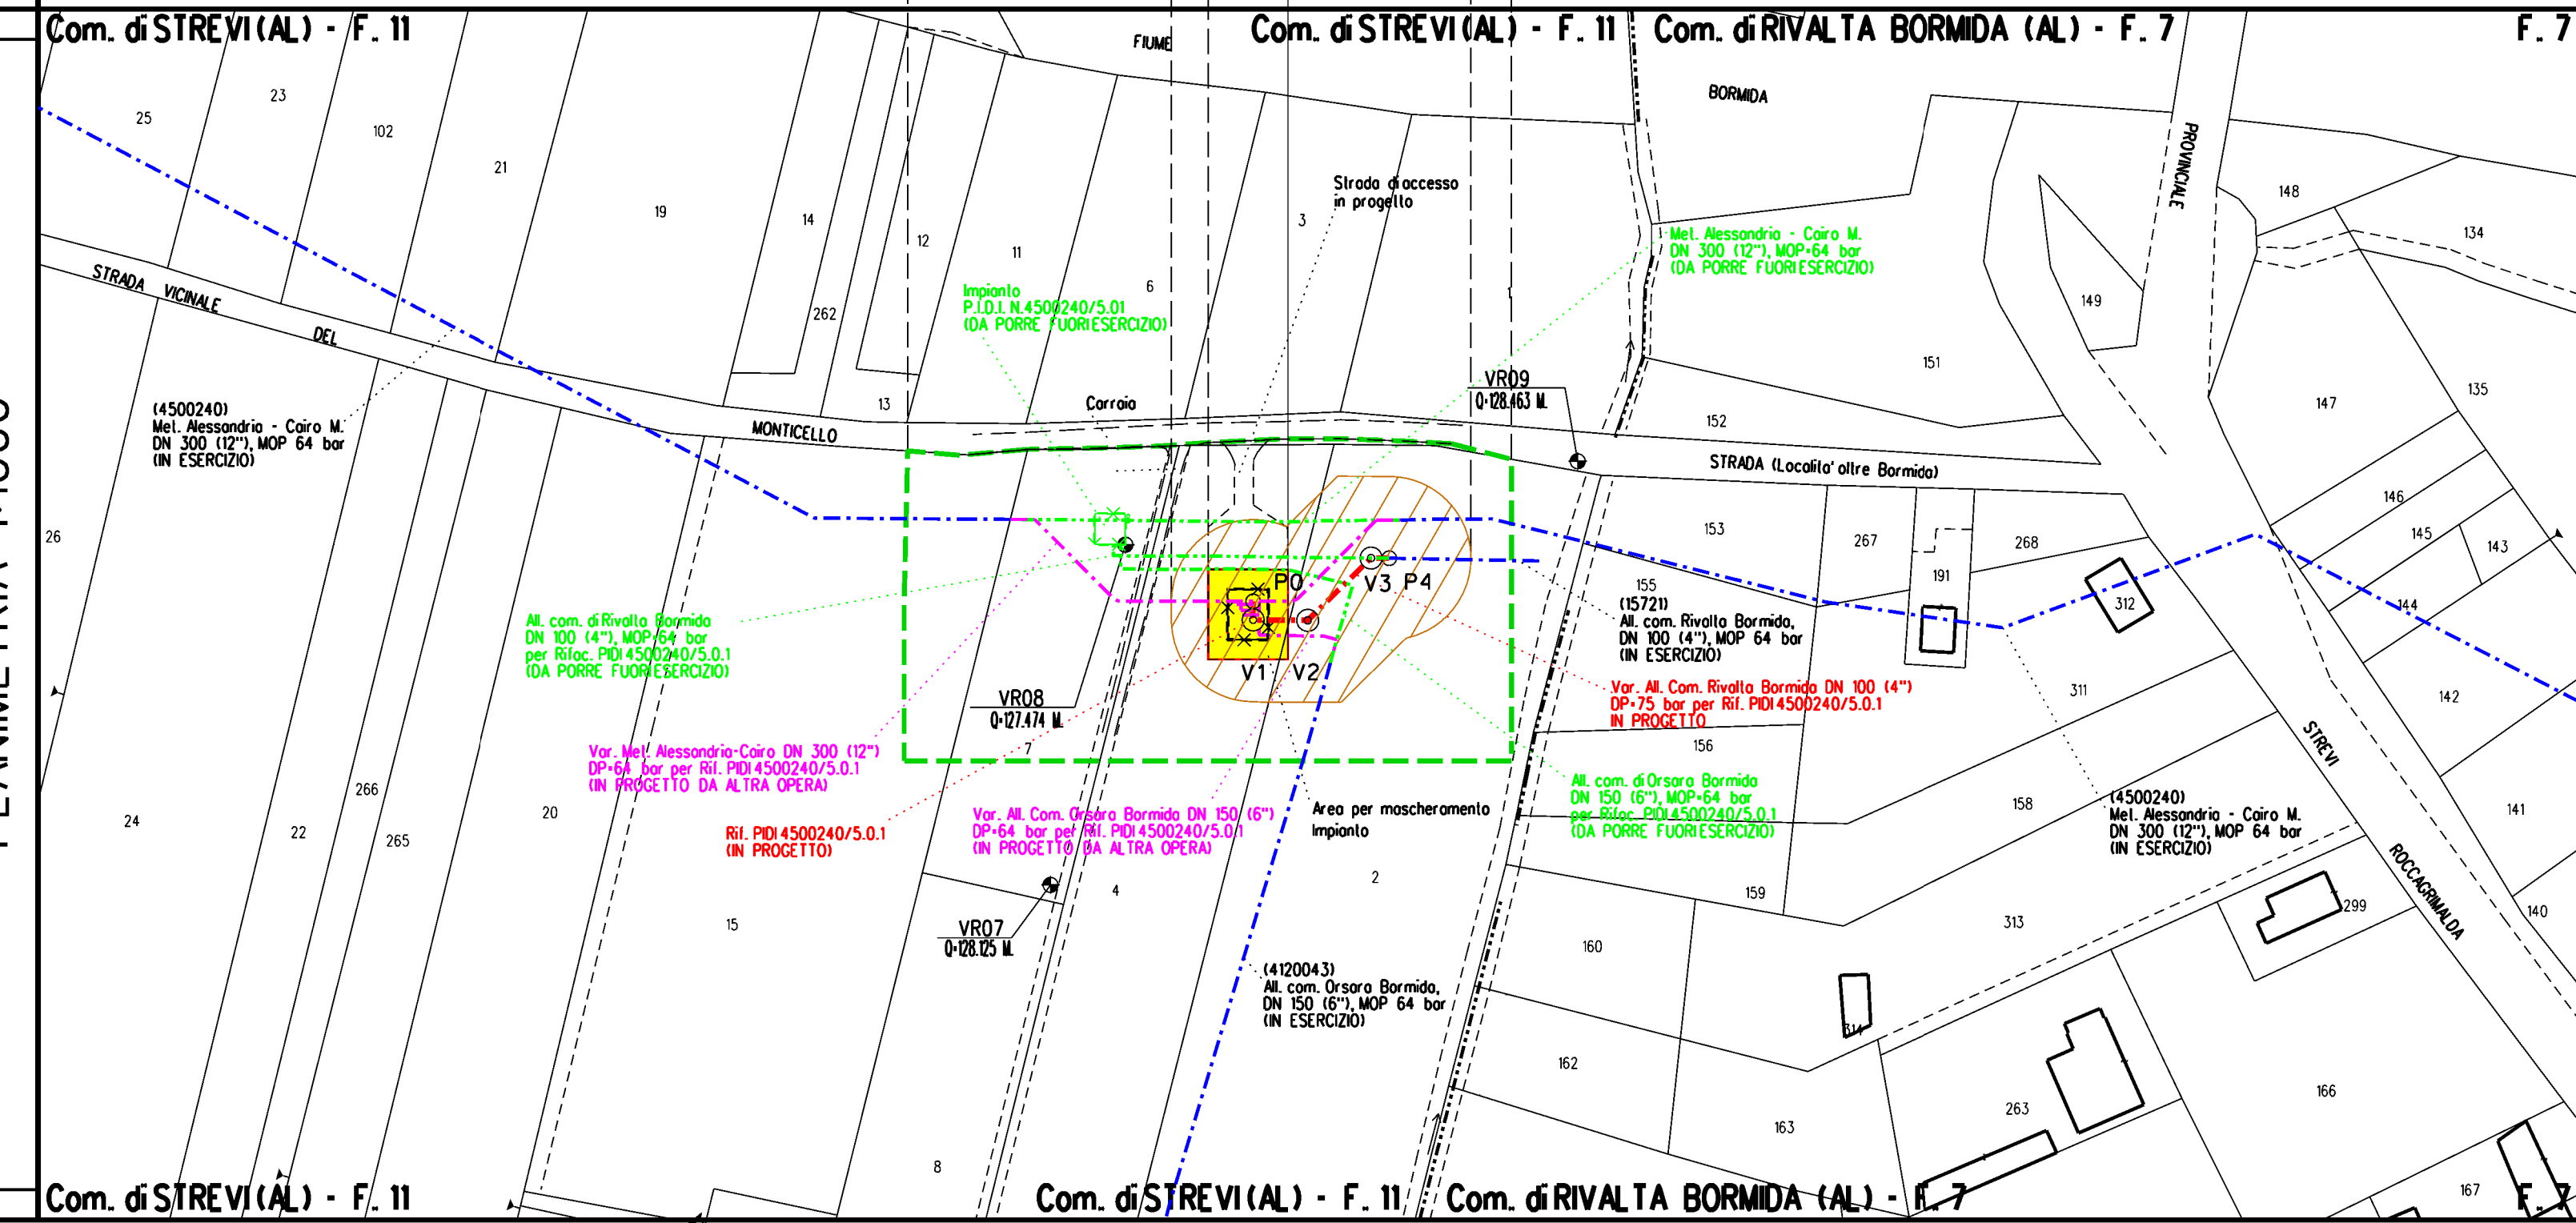 Com. di STREVI (AL) - F. 11
Com. di STREVI (AL) - F. 11
Com. di RIVALTA BORMIDA (AL) - F. 7
F. 7
FIUME
BORMIDA
PROVINCIALE
25
23
102
21
19
14
12
11
6
3
262
13
148
134
149
151
152
147
135
Strada di accesso
in progetto
Met. Alessandria - Cairo M.
DN 300 (12"), MOP=64 bar
(DA PORRE FUORI ESERCIZIO)
Impianto
P.I.D.I. N.4500240/5.01
(DA PORRE FUORI ESERCIZIO)
STRADA VICINALE
DEL
MONTICELLO
Carraia
VR09
Q=128.463 M.
STRADA (Localita' oltre Bormida)
(4500240)
Met. Alessandria - Cairo M.
DN 300 (12"), MOP 64 bar
(IN ESERCIZIO)
26
153
267
191
268
312
146
145
143
144
155
P0
V3
P4
V1
V2
(15721)
All. com. Rivalta Bormida,
DN 100 (4"), MOP 64 bar
(IN ESERCIZIO)
All. com. di Rivalta Bormida
DN 100 (4"), MOP=64 bar
per Rifac. PIDI 4500240/5.0.1
(DA PORRE FUORI ESERCIZIO)
VR08
Q=127.474 M.
7
Var. All. Com. Rivalta Bormida DN 100 (4")
DP=75 bar per Rif. PIDI 4500240/5.0.1
IN PROGETTO
311
142
156
STREVI
Var. Met. Alessandria-Cairo DN 300 (12")
DP=64 bar per Rif. PIDI 4500240/5.0.1
(IN PROGETTO DA ALTRA OPERA)
All. com. di Orsara Bormida
DN 150 (6"), MOP=64 bar
per Rifac. PIDI 4500240/5.0.1
(DA PORRE FUORI ESERCIZIO)
Area per mascheramento
Impianto
Var. All. Com. Orsara Bormida DN 150 (6")
DP=64 bar per Rif. PIDI 4500240/5.0.1
(IN PROGETTO DA ALTRA OPERA)
Rif. PIDI 4500240/5.0.1
(IN PROGETTO)
(4500240)
Met. Alessandria - Cairo M.
DN 300 (12"), MOP 64 bar
(IN ESERCIZIO)
158
141
24
22
266
265
20
15
4
2
159
313
299
140
ROCCAGRIMALDA
VR07
Q=128.125 M.
(4120043)
All. com. Orsara Bormida,
DN 150 (6"), MOP 64 bar
(IN ESERCIZIO)
160
314
162
163
263
166
8
167
Com. di STREVI (AL) - F. 11
Com. di STREVI (AL) - F. 11
Com. di RIVALTA BORMIDA (AL) - F. 7
F. 7